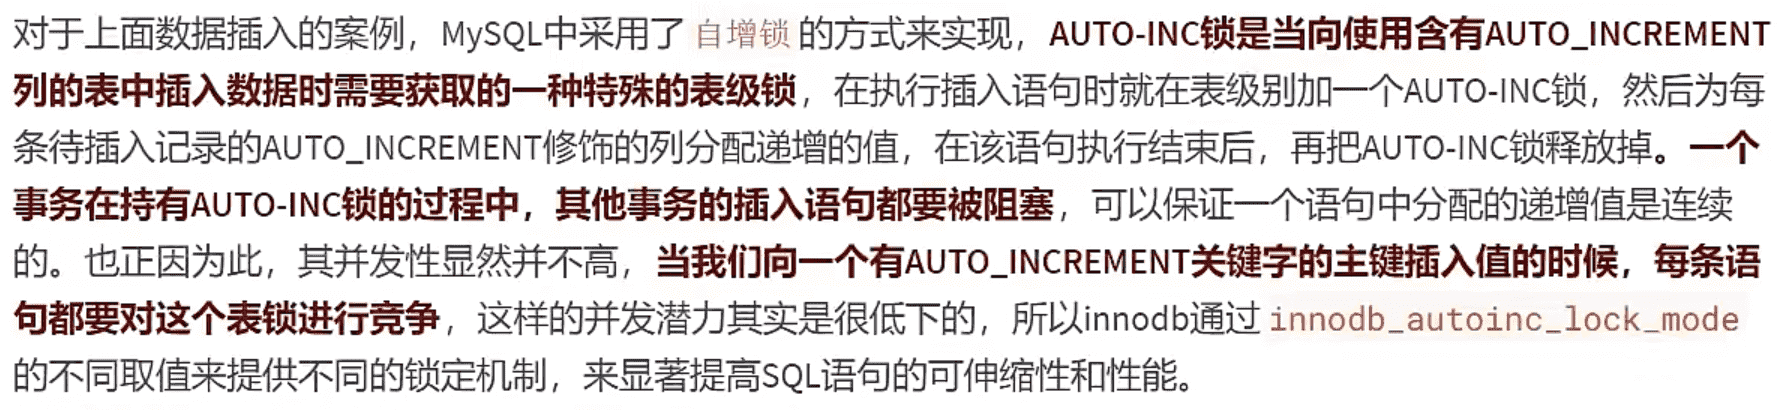 对于上面数据插入的案例，MySQL中采用了 自增锁 的方式来实现，AUTO-INC锁是当向使用含有AUTO_INCREMENT
列的表中插入数据时需要获取的一种特殊的表级锁，在执行插入语句时就在表级别加一个AUTO-INC锁，然后为每
条待插入记录的AUTO_INCREMENT修饰的列分配递增的值，在该语句执行结束后，再把AUTO-INC锁释放掉。一个
事务在持有AUTO-INC锁的过程中，其他事务的插入语句都要被阻塞，可以保证一个语句中分配的递增值是连续
的。也正因为此，其并发性显然并不高，当我们向一个有AUTO_INCREMENT关键字的主键插入值的时候，每条语
句都要对这个表锁进行竞争，这样的并发潜力其实是很低下的，所以innodb通过 innodb_autoinc_lock_mode
的不同取值来提供不同的锁定机制，来显著提高SQL语句的可伸缩性和性能。